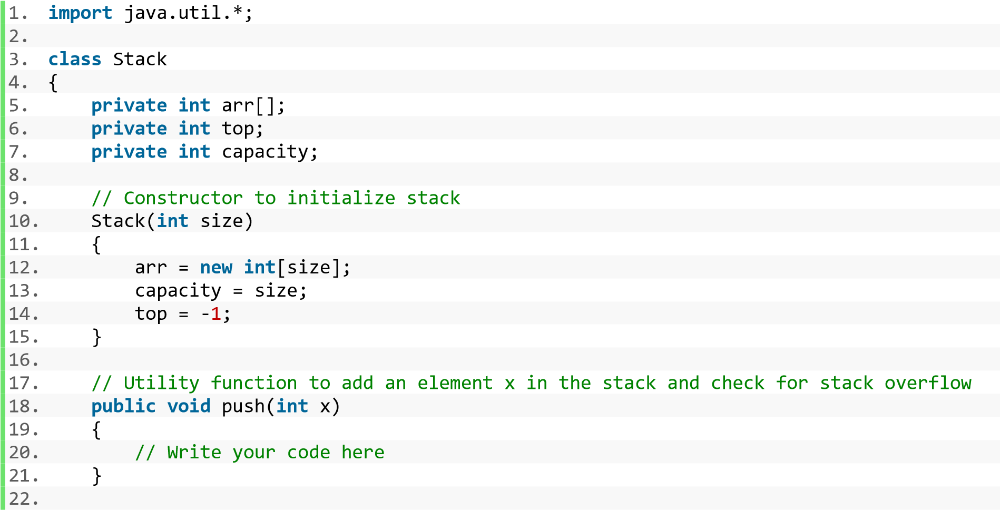 1. import java.util.*;
2.
3. class Stack
4. {
5.     private int arr[];
6.     private int top;
7.     private int capacity;
8.
9.     // Constructor to initialize stack
10.     Stack(int size)
11.     {
12.         arr = new int[size];
13.         capacity = size;
14.         top = -1;
15.     }
16.
17.     // Utility function to add an element x in the stack and check for stack overflow
18.     public void push(int x)
19.     {
20.         // Write your code here
21.     }
22.